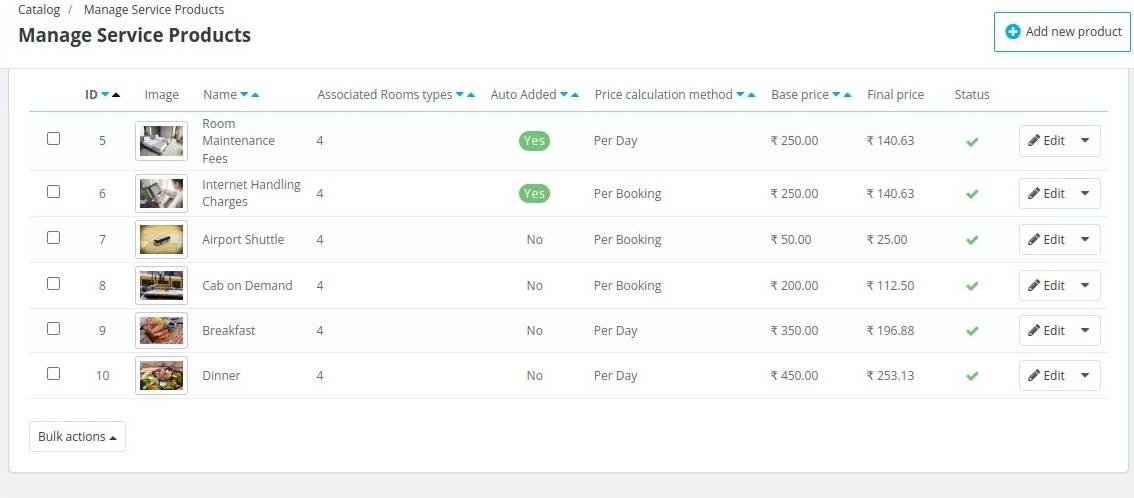 Catalog / Manage Service Products
Manage Service Products
Add new product
ID Image Name Associated Rooms types Auto Added Price calculation method Base price Final price Status
5 Room Maintenance Fees 4 Yes Per Day ₹ 250.00 ₹ 140.63 Edit
6 Internet Handling Charges 4 Yes Per Booking ₹ 250.00 ₹ 140.63 Edit
7 Airport Shuttle 4 No Per Booking ₹ 50.00 ₹ 25.00 Edit
8 Cab on Demand 4 No Per Booking ₹ 200.00 ₹ 112.50 Edit
9 Breakfast 4 No Per Day ₹ 350.00 ₹ 196.88 Edit
10 Dinner 4 No Per Day ₹ 450.00 ₹ 253.13 Edit
Bulk actions